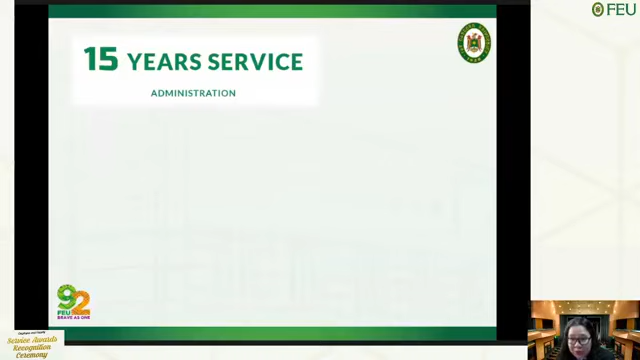 FEU
15 YEARS SERVICE
ADMINISTRATION
92
FEU
BRAVE AS ONE
Service Awards
Recognition
Ceremony